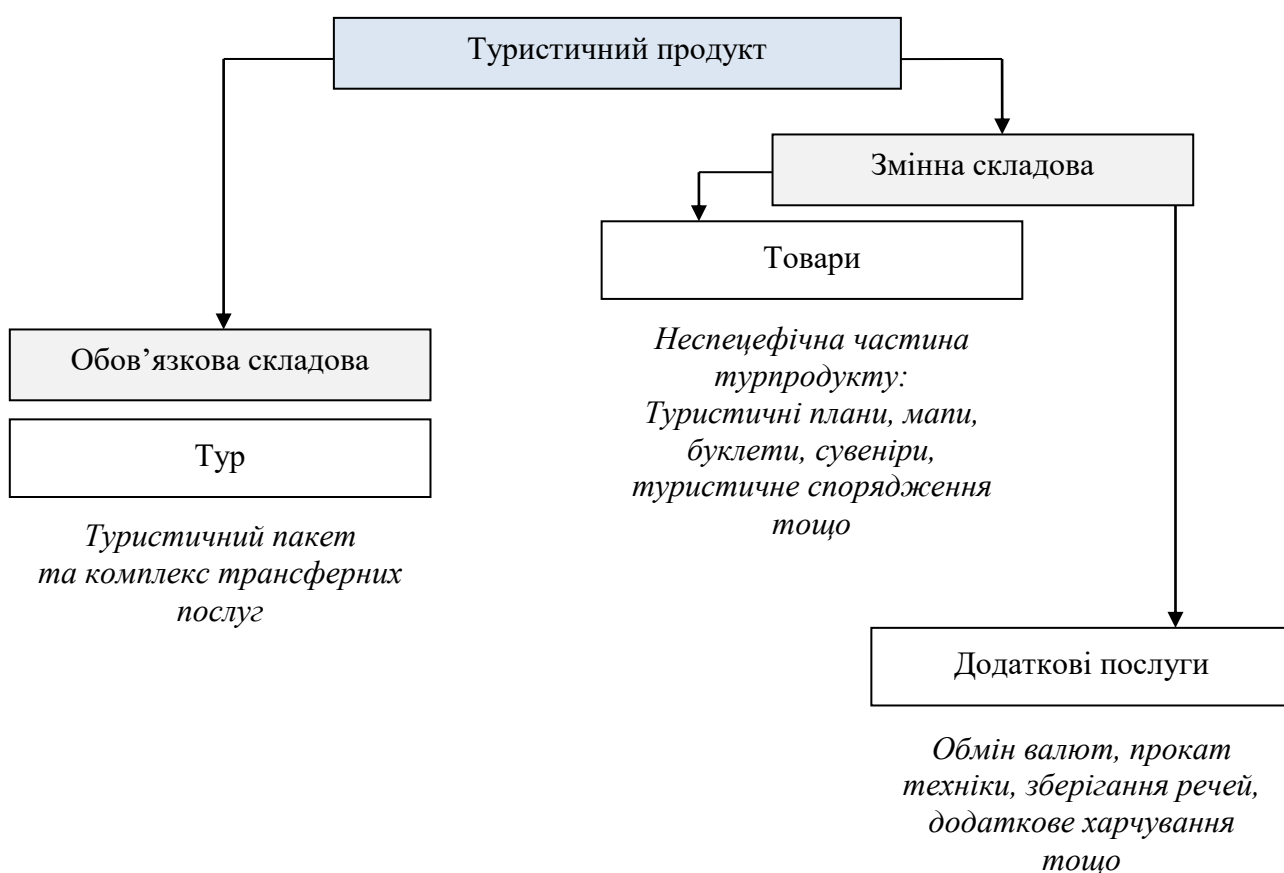 Туристичний продукт
Змінна складова
Товари
Неспецефічна частина
турпродукту:
Туристичні плани, мапи,
буклети, сувеніри,
туристичне спорядження
тощо
Обов’язкова складова
Тур
Туристичний пакет
та комплекс трансферних
послуг
Додаткові послуги
Обмін валют, прокат
техніки, зберігання речей,
додаткове харчування
тощо